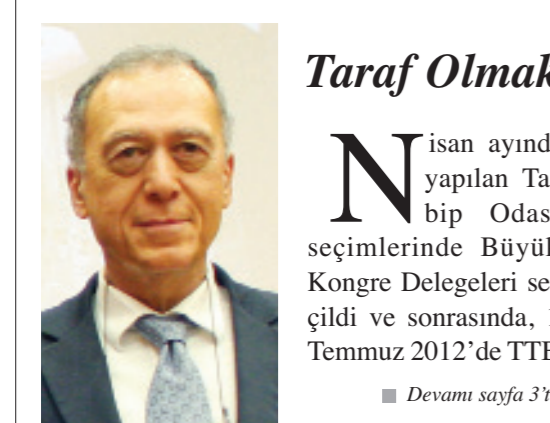 Taraf Olmak
Nisan ayınd
yapılan Ta
bip Odas
seçimlerinde Büyü
Kongre Delegeleri se
çildi ve sonrasında,
Temmuz 2012’de TTB
■ Devamı sayfa 3’t